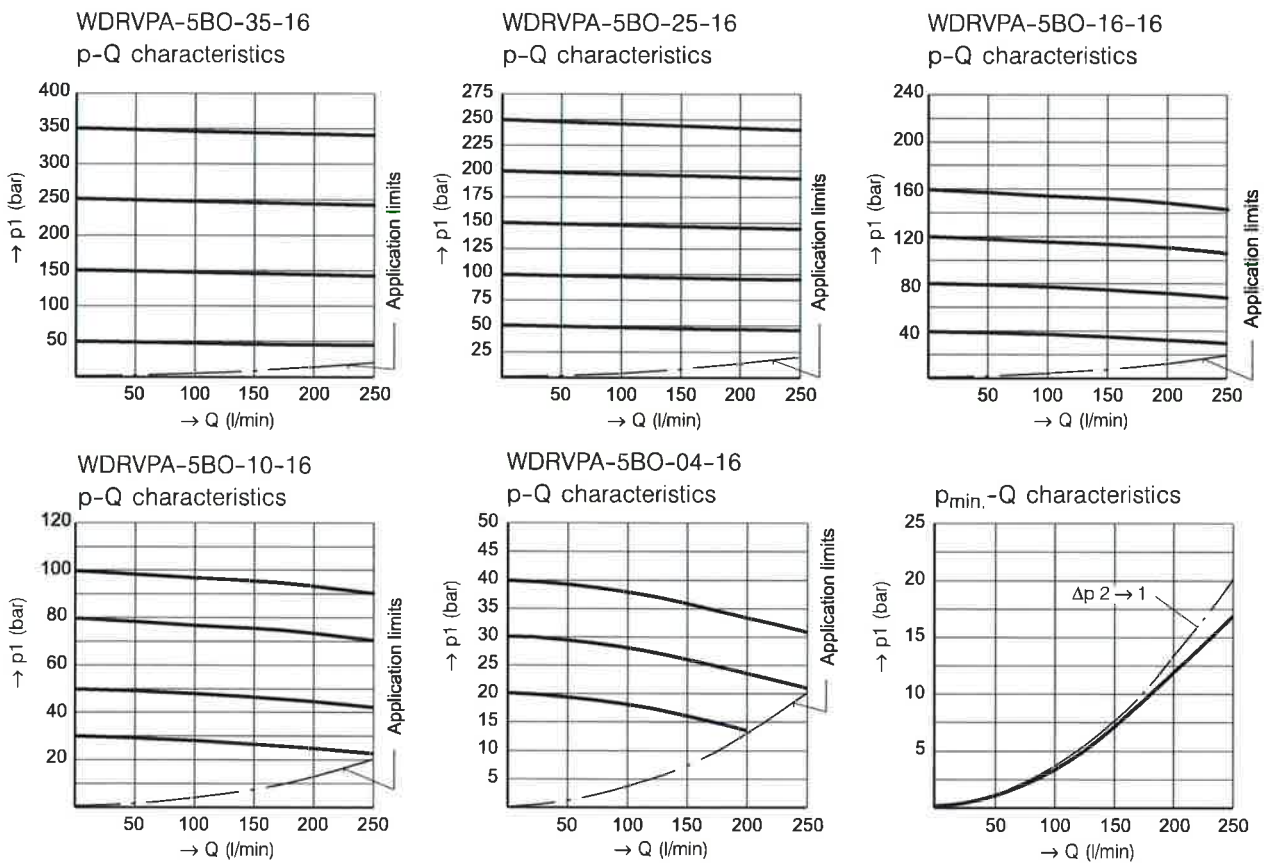 WDRVPA-5BO-35-16
p-Q characteristics
400
350
300
250
200
150
100
50
→ p1 (bar)
50 100 150 200 250
→ Q (l/min)
Application limits
WDRVPA-5BO-25-16
p-Q characteristics
275
250
225
200
175
150
125
100
75
50
25
→ p1 (bar)
50 100 150 200 250
→ Q (l/min)
Application limits
WDRVPA-5BO-16-16
p-Q characteristics
240
200
160
120
80
40
→ p1 (bar)
50 100 150 200 250
→ Q (l/min)
Application limits
WDRVPA-5BO-10-16
p-Q characteristics
120
100
80
60
40
20
→ p1 (bar)
50 100 150 200 250
→ Q (l/min)
Application limits
WDRVPA-5BO-04-16
p-Q characteristics
50
45
40
35
30
25
20
15
10
5
→ p1 (bar)
50 100 150 200 250
→ Q (l/min)
Application limits
pmin.-Q characteristics
25
20
15
10
5
→ p1 (bar)
Δp 2 → 1
50 100 150 200 250
→ Q (l/min)